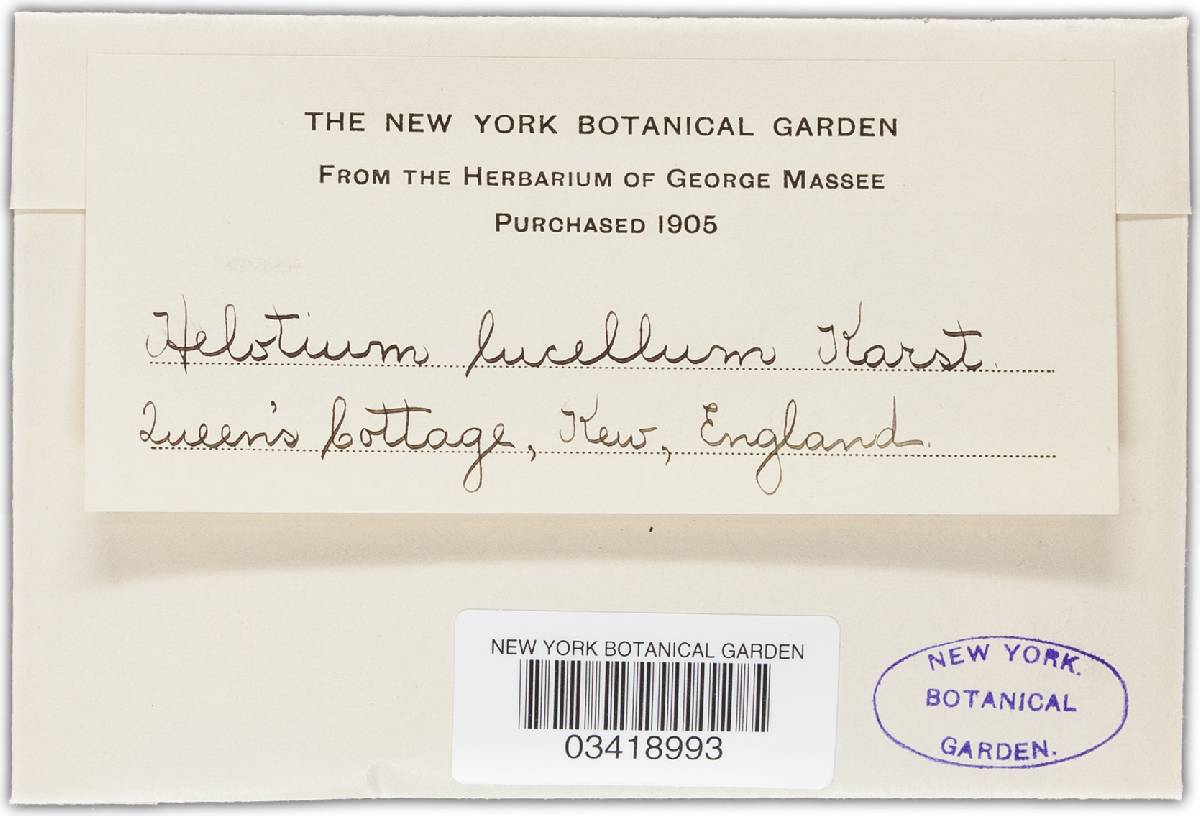 THE NEW YORK BOTANICAL GARDEN
FROM THE HERBARIUM OF GEORGE MASSEE
PURCHASED 1905
Helotium lucellum Karst.
Queen's Cottage, Kew, England.
NEW YORK BOTANICAL GARDEN
03418993
NEW YORK.
BOTANICAL
GARDEN.